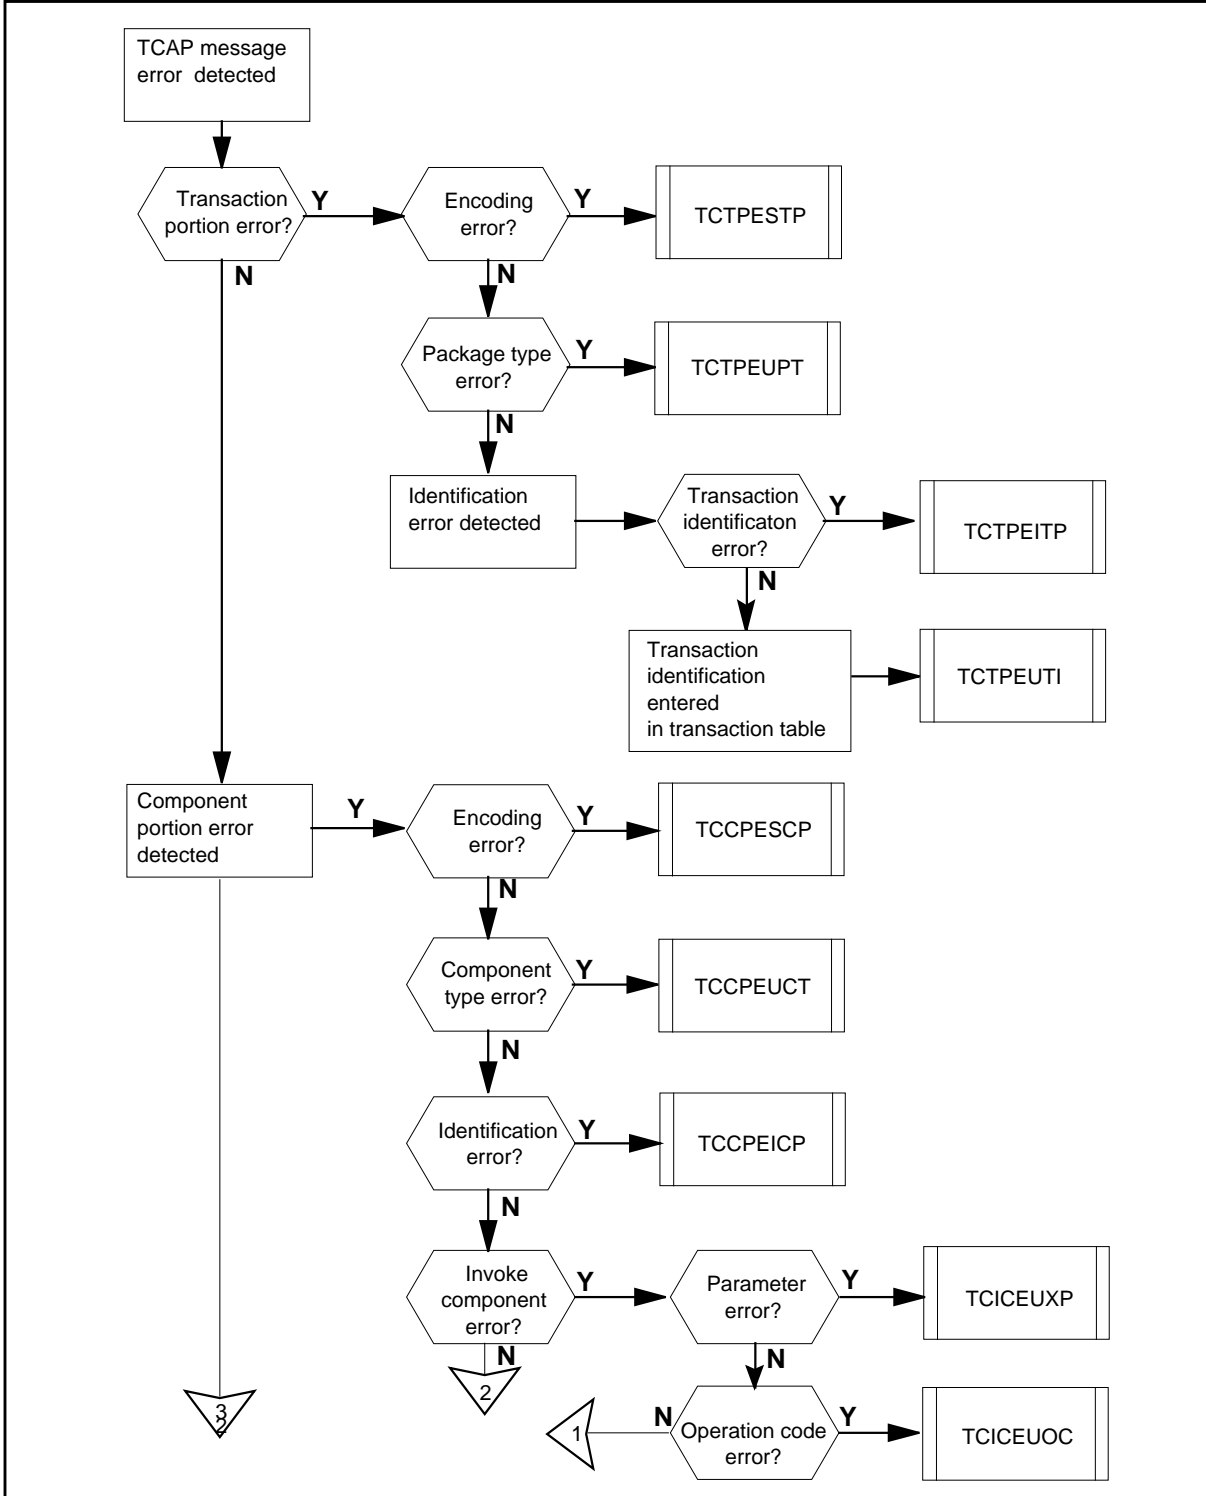 TCAP message
error detected
Transaction
portion error?
Y
N
Encoding
error?
Y
N
TCTPESTP
Package type
error?
Y
N
TCTPEUPT
Identification
error detected
Transaction
identificaton
error?
Y
N
TCTPEITP
Transaction
identification
entered
in transaction table
TCTPEUTI
Component
portion error
detected
Y
Encoding
error?
Y
N
TCCPESCP
Component
type error?
Y
N
TCCPEUCT
Identification
error?
Y
N
TCCPEICP
Invoke
component
error?
Y
N
Parameter
error?
Y
N
TCICEUXP
3
2
2
1
N
Operation code
error?
Y
TCICEUOC